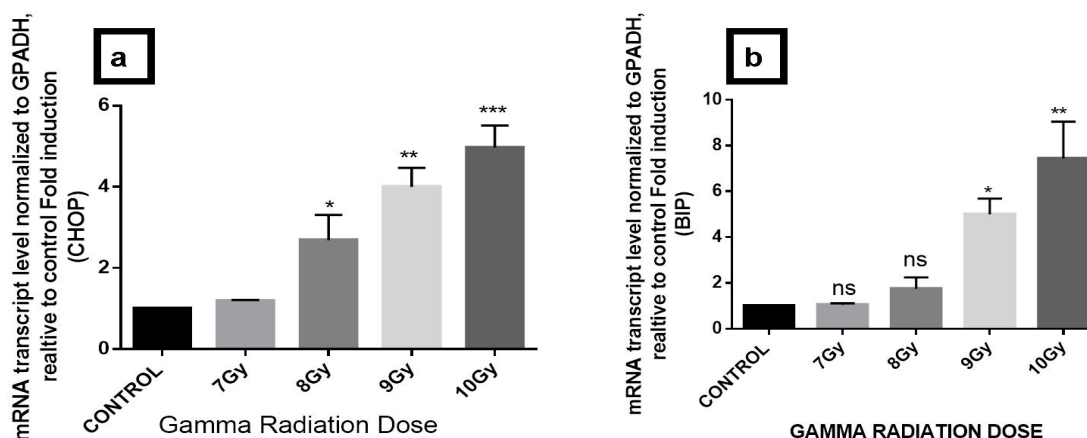 a
mRNA transcript level normalized to GPADH,
realtive to control Fold induction
(CHOP)
6
4
2
0
*
**
***
CONTROL
7Gy
8Gy
9Gy
10Gy
Gamma Radiation Dose
b
mRNA transcript level normalized to GPADH,
realtive to control Fold induction
(BIP)
10
8
6
4
2
0
ns
ns
*
**
CONTROL
7Gy
8Gy
9Gy
10Gy
GAMMA RADIATION DOSE